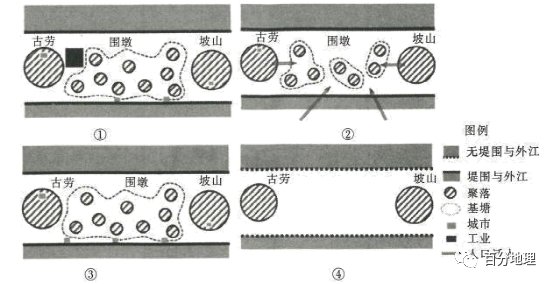 古劳 围墩 坡山
①
古劳 围墩 坡山
②
古劳 围墩 坡山
③
古劳 坡山
④
图例
无堤围与外江
堤围与外江
聚落
基塘
城市
工业
百分地理